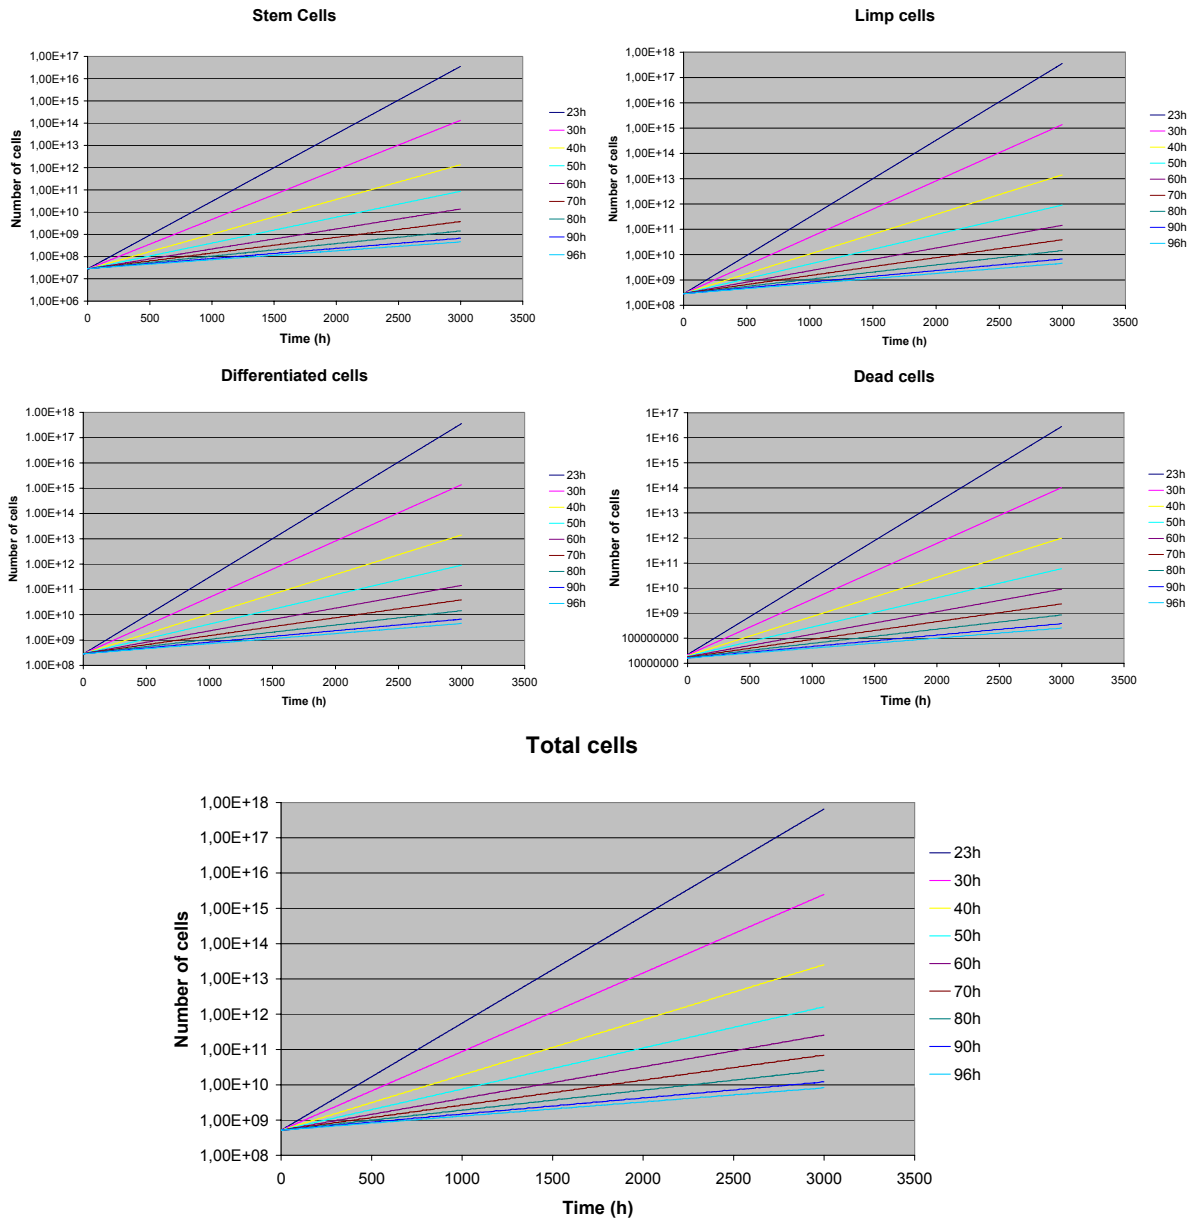 Stem Cells
Number of cells
1,00E+17
1,00E+16
1,00E+15
1,00E+14
1,00E+13
1,00E+12
1,00E+11
1,00E+10
1,00E+09
1,00E+08
1,00E+07
1,00E+06
0 500 1000 1500 2000 2500 3000 3500
Time (h)
23h
30h
40h
50h
60h
70h
80h
90h
96h
Limp cells
Number of cells
1,00E+18
1,00E+17
1,00E+16
1,00E+15
1,00E+14
1,00E+13
1,00E+12
1,00E+11
1,00E+10
1,00E+09
1,00E+08
0 500 1000 1500 2000 2500 3000 3500
Time (h)
23h
30h
40h
50h
60h
70h
80h
90h
96h
Differentiated cells
Number of cells
1.00E+18
1.00E+17
1.00E+16
1.00E+15
1.00E+14
1.00E+13
1.00E+12
1.00E+11
1.00E+10
1.00E+09
1.00E+08
0 500 1000 1500 2000 2500 3000 3500
Time (h)
23h
30h
40h
50h
60h
70h
80h
90h
96h
Dead cells
Number of cells
1E+17
1E+16
1E+15
1E+14
1E+13
1E+12
1E+11
1E+10
1E+09
100000000
10000000
0 500 1000 1500 2000 2500 3000 3500
Time (h)
23h
30h
40h
50h
60h
70h
80h
90h
96h
Total cells
Number of cells
1,00E+18
1,00E+17
1,00E+16
1,00E+15
1,00E+14
1,00E+13
1,00E+12
1,00E+11
1,00E+10
1,00E+09
1,00E+08
0 500 1000 1500 2000 2500 3000 3500
Time (h)
23h
30h
40h
50h
60h
70h
80h
90h
96h